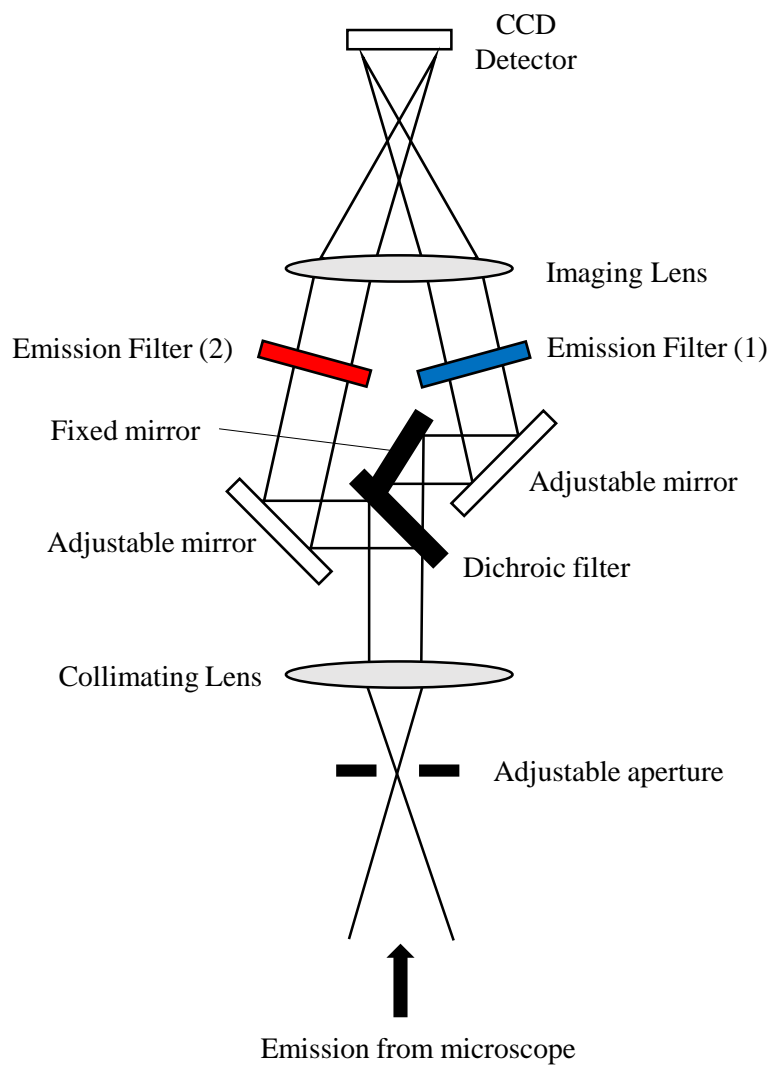 CCD
Detector
Imaging Lens
Emission Filter (2)
Emission Filter (1)
Fixed mirror
Adjustable mirror
Adjustable mirror
Dichroic filter
Collimating Lens
Adjustable aperture
Emission from microscope